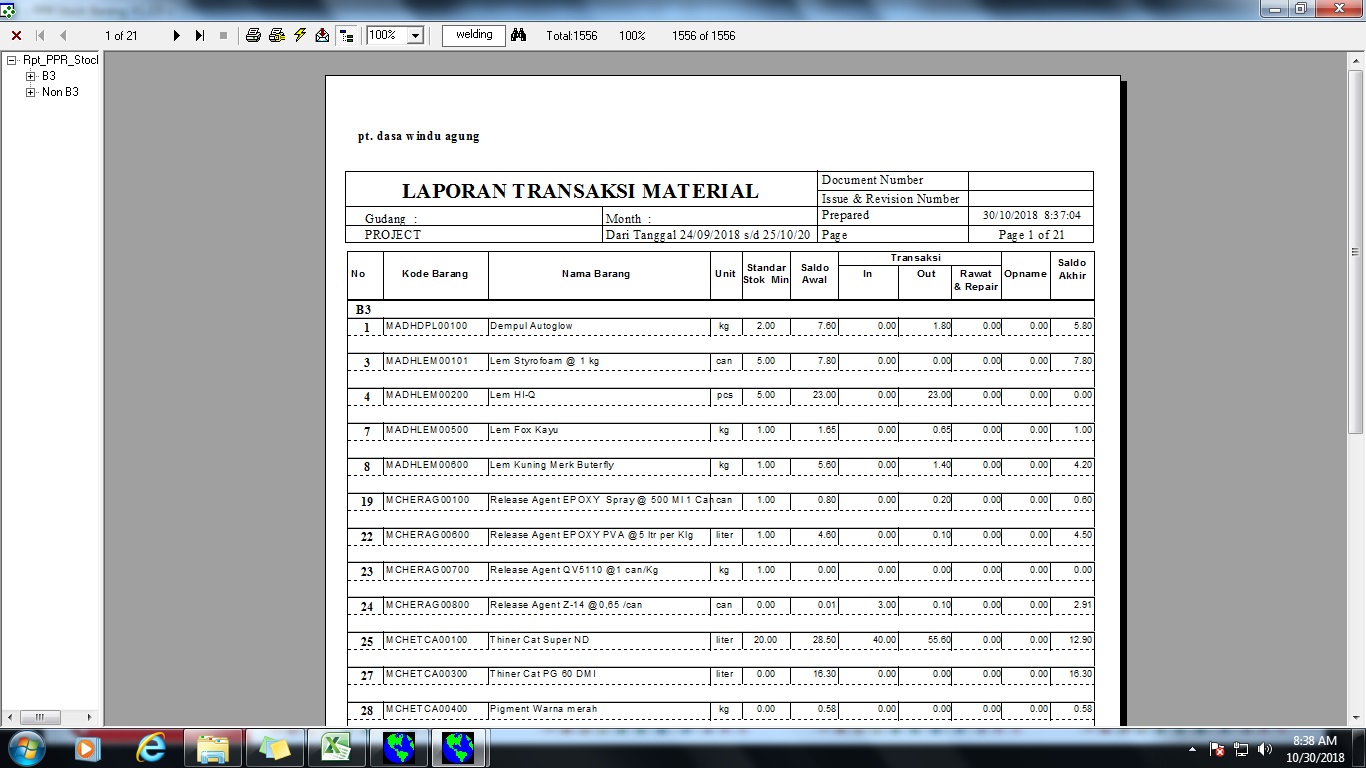 1 of 21 100% welding Total:1556 100% 1556 of 1556
Rpt_PPR_Stocl
B3
Non B3
pt. dasa windu agung
LAPORAN TRANSAKSI MATERIAL
Document Number
Issue & Revision Number
Gudang : Month : Prepared 30/10/2018 8:37:04
PROJECT Dari Tanggal 24/09/2018 s/d 25/10/20 Page Page 1 of 21
No Kode Barang Nama Barang Unit Standar Stok Min Saldo Awal Transaksi In Out Rawat & Repair Opname Saldo Akhir
B3
1 MADHDPL00100 Dempul Autoglow kg 2.00 7.60 0.00 1.80 0.00 0.00 5.80
3 MADHLEM00101 Lem Styrofoam @ 1 kg can 5.00 7.80 0.00 0.00 0.00 0.00 7.80
4 MADHLEM00200 Lem HI-Q pcs 5.00 23.00 0.00 23.00 0.00 0.00 0.00
7 MADHLEM00500 Lem Fox Kayu kg 1.00 1.65 0.00 0.65 0.00 0.00 1.00
8 MADHLEM00600 Lem Kuning Merk Buterfly kg 1.00 5.60 0.00 1.40 0.00 0.00 4.20
19 MCHERAG00100 Release Agent EPOXY Spray @ 500 Ml 1 Can can 1.00 0.80 0.00 0.20 0.00 0.00 0.60
22 MCHERAG00600 Release Agent EPOXY PVA @5 ltr per Klg liter 1.00 4.60 0.00 0.10 0.00 0.00 4.50
23 MCHERAG00700 Release Agent QV5110 @1 can/Kg kg 1.00 0.00 0.00 0.00 0.00 0.00 0.00
24 MCHERAG00800 Release Agent Z-14 @0,65 /can can 0.00 0.01 3.00 0.10 0.00 0.00 2.91
25 MCHETCA00100 Thiner Cat Super ND liter 20.00 28.50 40.00 55.60 0.00 0.00 12.90
27 MCHETCA00300 Thiner Cat PG 60 DMI liter 0.00 16.30 0.00 0.00 0.00 0.00 16.30
28 MCHETCA00400 Pigment Warna merah kg 0.00 0.58 0.00 0.00 0.00 0.00 0.58
8:38 AM
10/30/2018